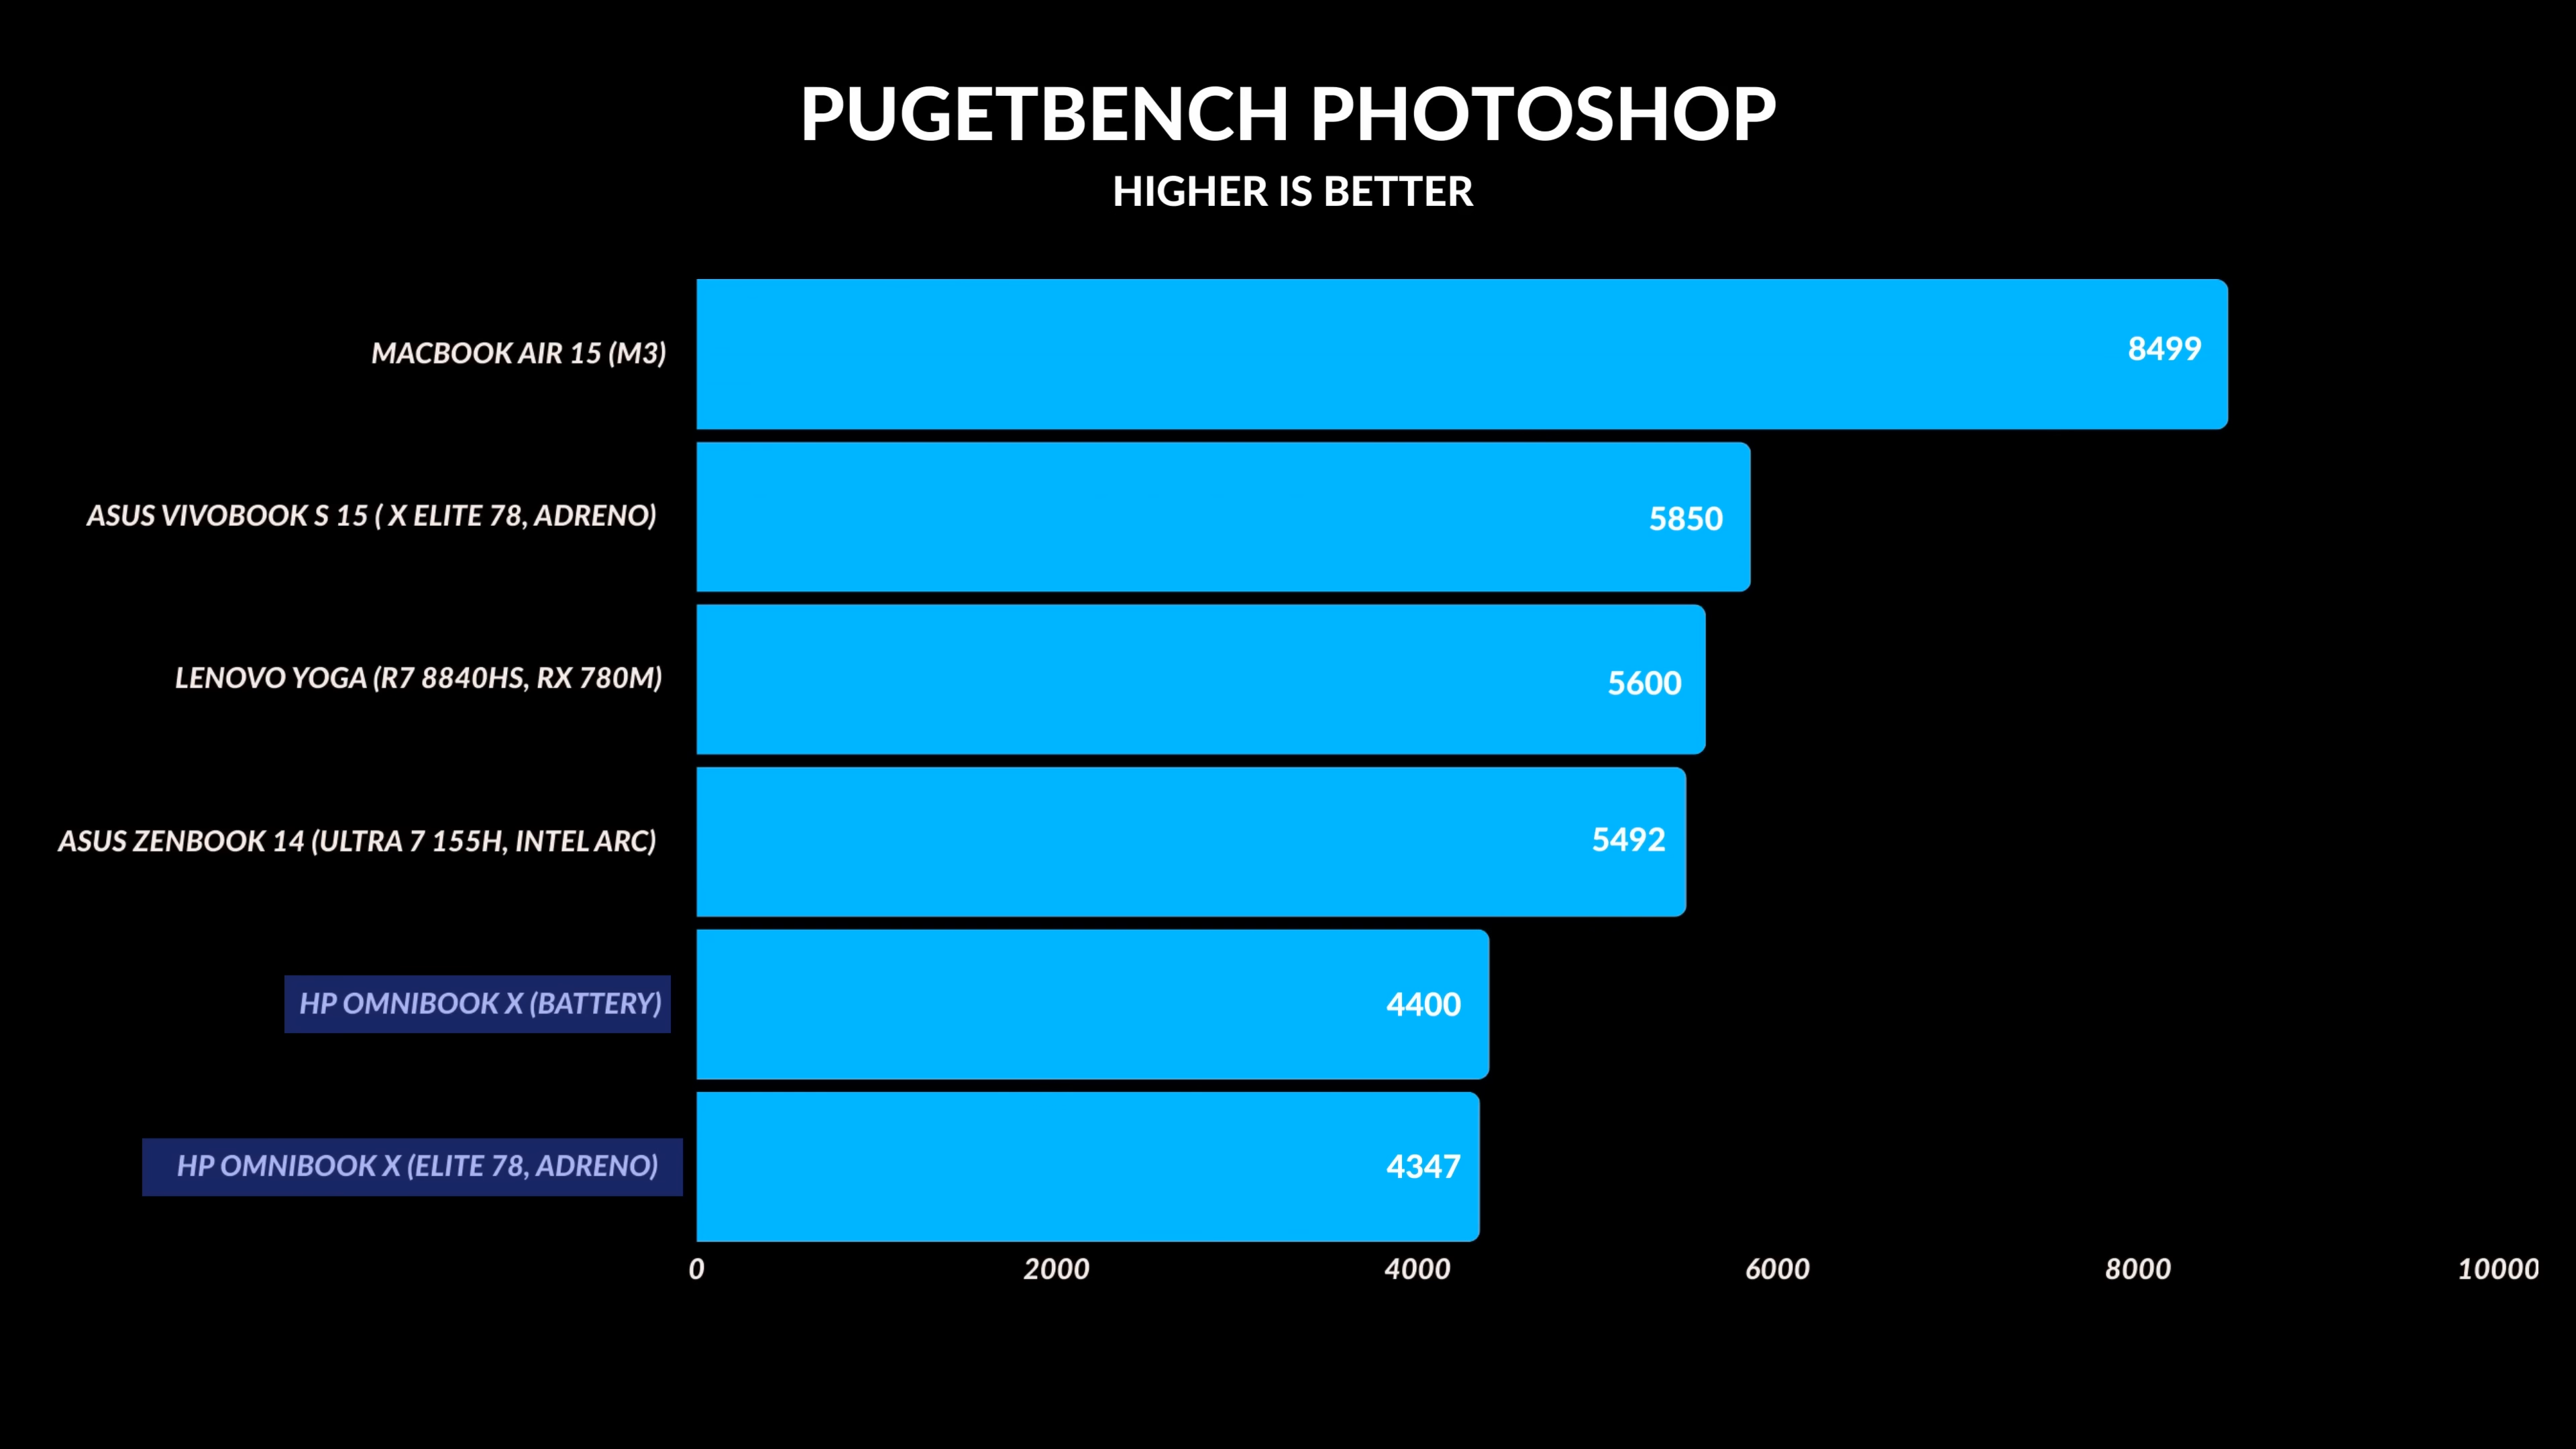 PUGETBENCH PHOTOSHOP
HIGHER IS BETTER
MACBOOK AIR 15 (M3) 8499
ASUS VIVOBOOK S 15 ( X ELITE 78, ADRENO) 5850
LENOVO YOGA (R7 8840HS, RX 780M) 5600
ASUS ZENBOOK 14 (ULTRA 7 155H, INTEL ARC) 5492
HP OMNIBOOK X (BATTERY) 4400
HP OMNIBOOK X (ELITE 78, ADRENO) 4347
0 2000 4000 6000 8000 10000